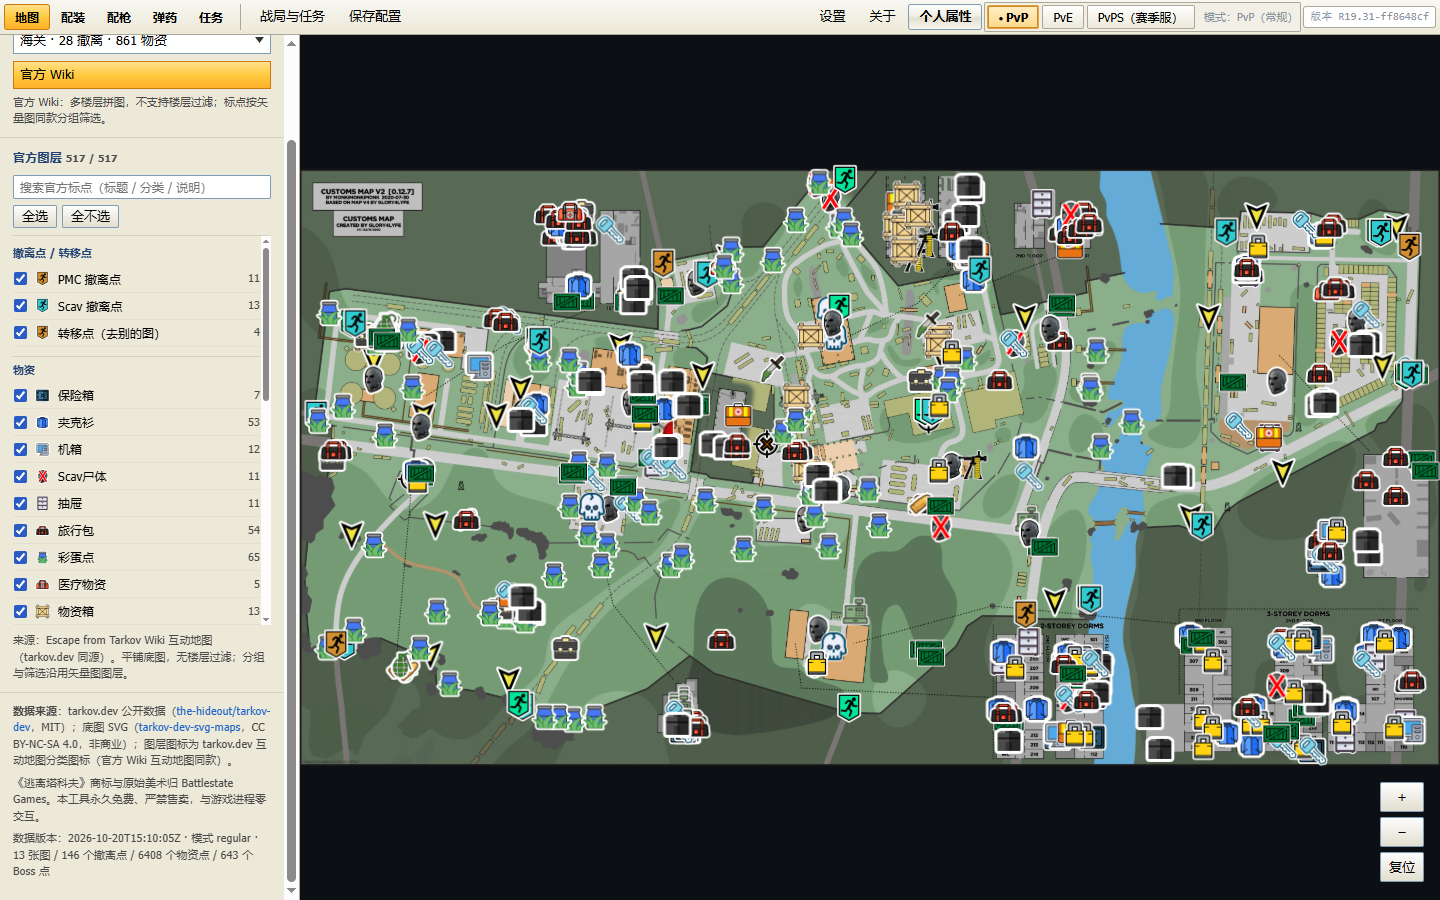 地图 配装 配枪 弹药 任务 战局与任务 保存配置 设置 关于 个人属性 • PvP PvE PvPS（赛季服） 模式：PvP（常规） 版本 R19.31-ff8648cf
海关 · 28 撤离 · 861 物资
官方 Wiki
官方 Wiki：多楼层拼图，不支持楼层过滤；标点按矢
量图同款分组筛选。
官方图层 517 / 517
搜索官方标点（标题 / 分类 / 说明）
全选 全不选
撤离点 / 转移点
PMC 撤离点 11
Scav 撤离点 13
转移点（去别的图） 4
物资
保险箱 7
夹克衫 53
机箱 12
Scav尸体 11
抽屉 11
旅行包 54
彩蛋点 65
医疗物资 5
物资箱 13
来源：Escape from Tarkov Wiki 互动地图
（tarkov.dev 同源）。平铺底图，无楼层过滤；分组
与筛选沿用矢量图图层。
数据来源：tarkov.dev 公开数据（the-hideout/tarkov-
dev，MIT）；底图 SVG（tarkov-dev-svg-maps，CC
BY-NC-SA 4.0，非商业）；图层图标为 tarkov.dev 互
动地图分类图标（官方 Wiki 互动地图同款）。
《逃离塔科夫》商标与原始美术归 Battlestate
Games。本工具永久免费、严禁售卖，与游戏进程零
交互。
数据版本：2026-10-20T15:10:05Z · 模式 regular ·
13 张图 / 146 个撤离点 / 6408 个物资点 / 643 个
Boss 点
CUSTOMS MAP V2 [0.12.7]
BY MONKIMONKIMONK 2020-07-30
BASED ON MAP V4 BY GLORY4LYFE
CUSTOMS MAP
CREATED BY GLORY4LYFE
2ND FLOOR
2-STOREY DORMS
3-STOREY DORMS
+
−
复位